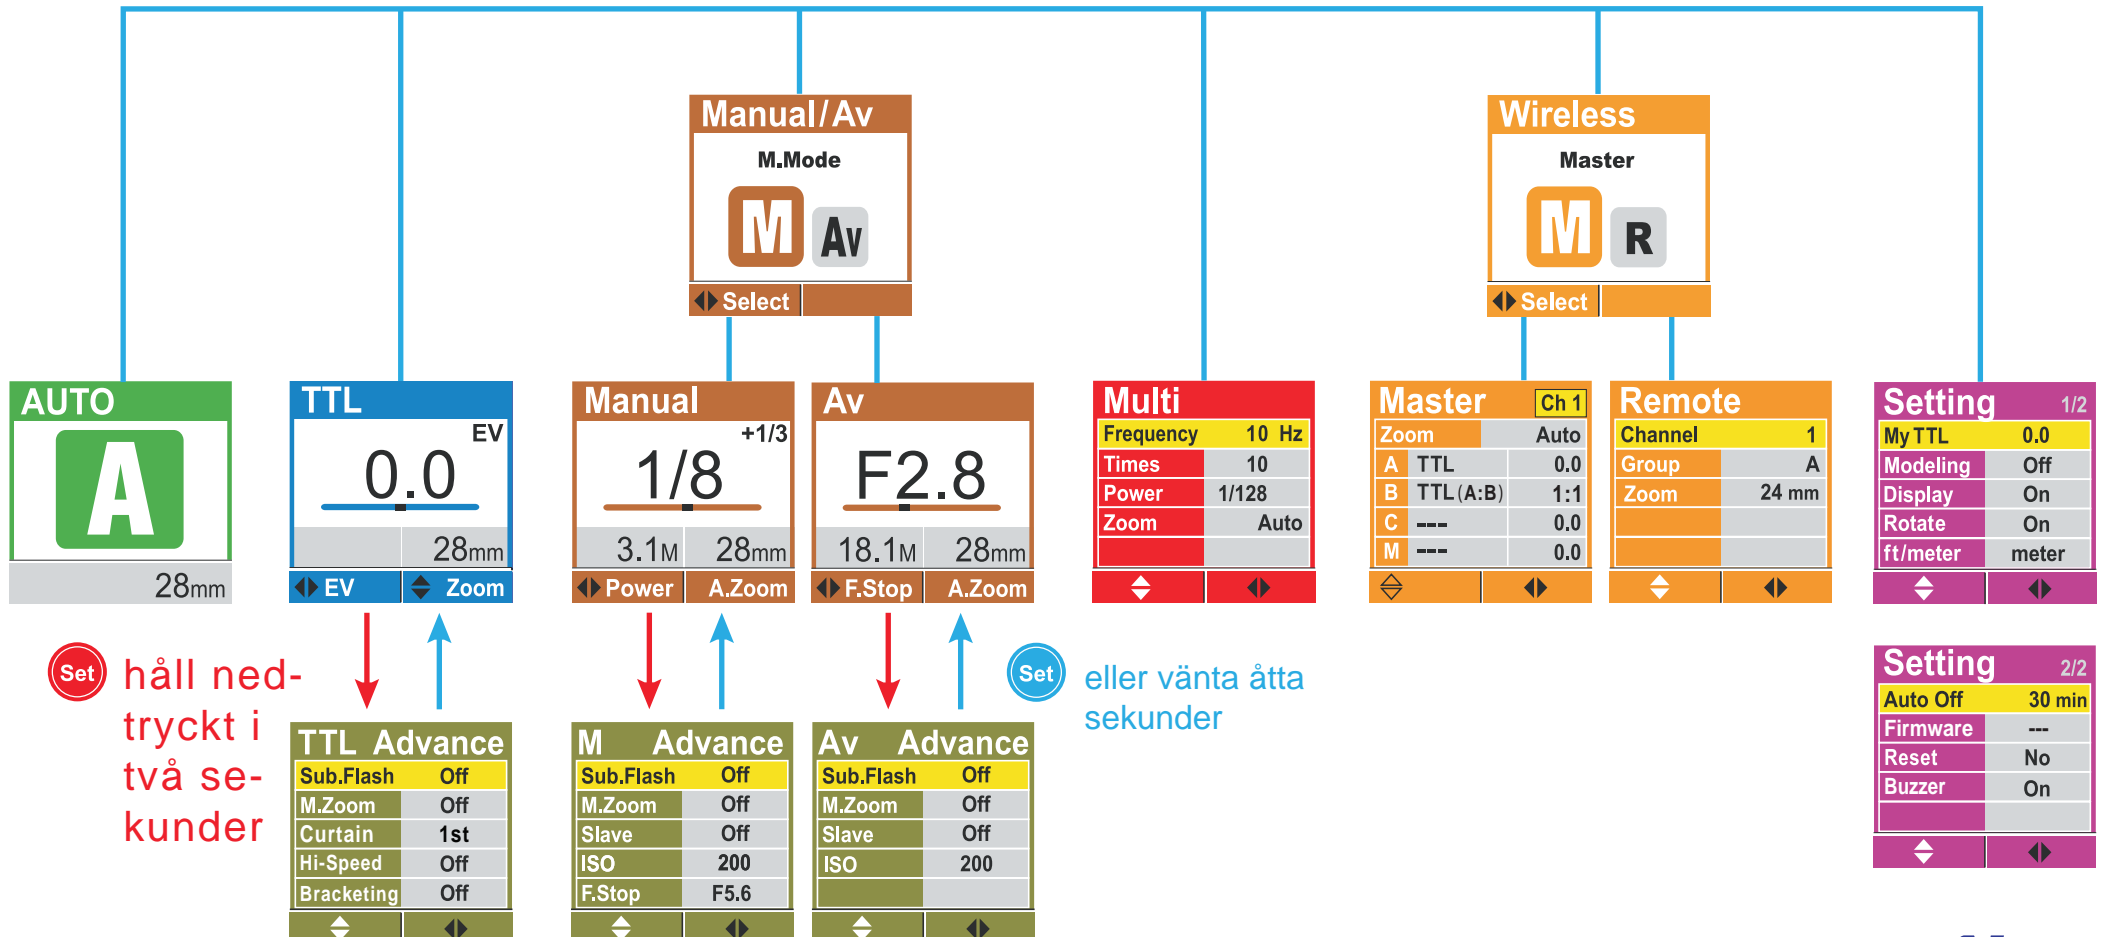 Manual/Av
M.Mode
M Av
Select
Wireless
Master
M R
Select
AUTO
A
28mm
TTL
EV
0.0
28mm
EV Zoom
Manual
+1/3
1/8
3.1M 28mm
Power A.Zoom
Av
F2.8
18.1M 28mm
F.Stop A.Zoom
Multi
Frequency 10 Hz
Times 10
Power 1/128
Zoom Auto
Master Ch 1
Zoom Auto
A TTL 0.0
B TTL(A:B) 1:1
C --- 0.0
M --- 0.0
Remote
Channel 1
Group A
Zoom 24 mm
Setting 1/2
My TTL 0.0
Modeling Off
Display On
Rotate On
ft/meter meter
Set håll ned-
tryckt i
två se-
kunder
Set eller vänta åtta
sekunder
TTL Advance
Sub.Flash Off
M.Zoom Off
Curtain 1st
Hi-Speed Off
Bracketing Off
M Advance
Sub.Flash Off
M.Zoom Off
Slave Off
ISO 200
F.Stop F5.6
Av Advance
Sub.Flash Off
M.Zoom Off
Slave Off
ISO 200
Setting 2/2
Auto Off 30 min
Firmware ---
Reset No
Buzzer On